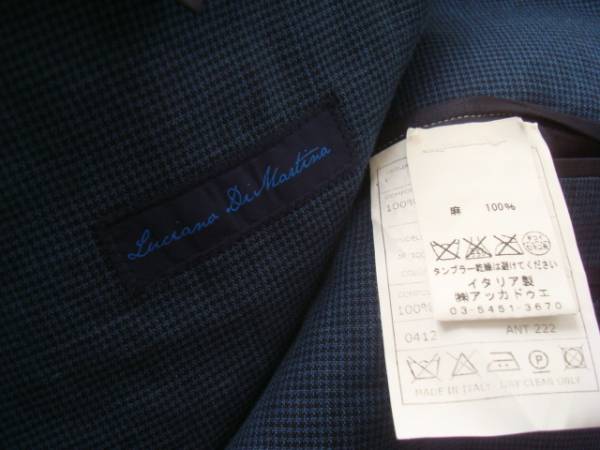 Luciano Di Martina
100%
麻 100%
タンブラー乾燥は避けてください
イタリア製
㈱アッカドゥエ
03-5451-3670
100%
0412 ANT 222
MADE IN ITALY - DRY CLEAN ONLY